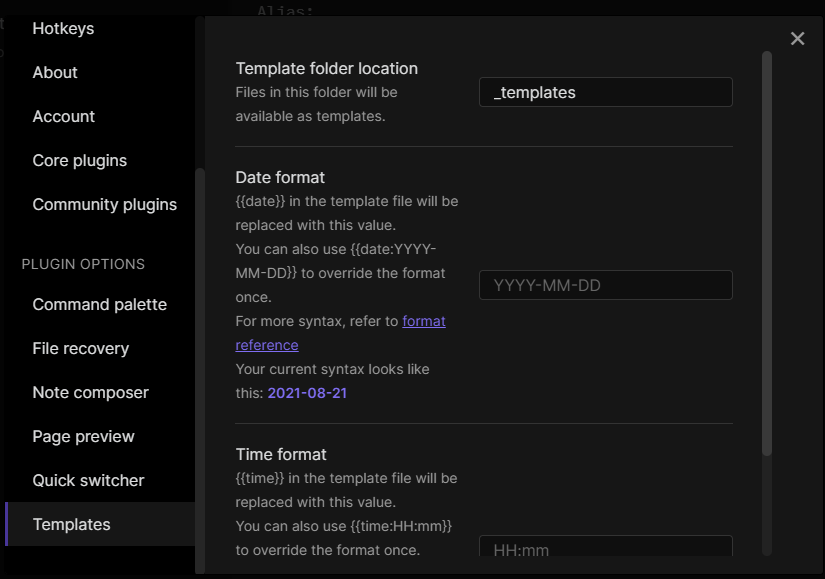 Alias:
Hotkeys
About
Account
Core plugins
Community plugins
PLUGIN OPTIONS
Command palette
File recovery
Note composer
Page preview
Quick switcher
Templates
Template folder location
Files in this folder will be
available as templates.
_templates
Date format
{{date}} in the template file will be
replaced with this value.
You can also use {{date:YYYY-
MM-DD}} to override the format
once.
For more syntax, refer to format
reference
Your current syntax looks like
this: 2021-08-21
YYYY-MM-DD
Time format
{{time}} in the template file will be
replaced with this value.
You can also use {{time:HH:mm}}
to override the format once.
HH:mm